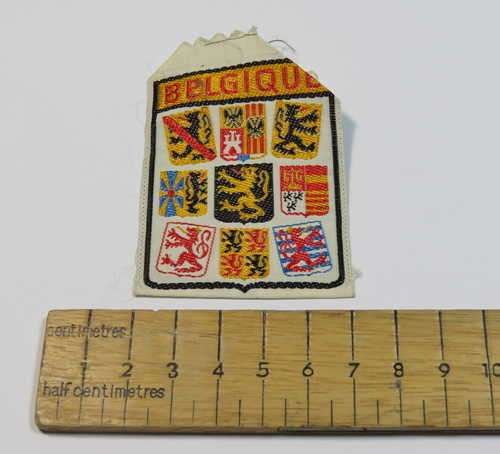 BELGIQUE
centimetres
1 2 3 4 5 6 7 8 9 10
half centimetres